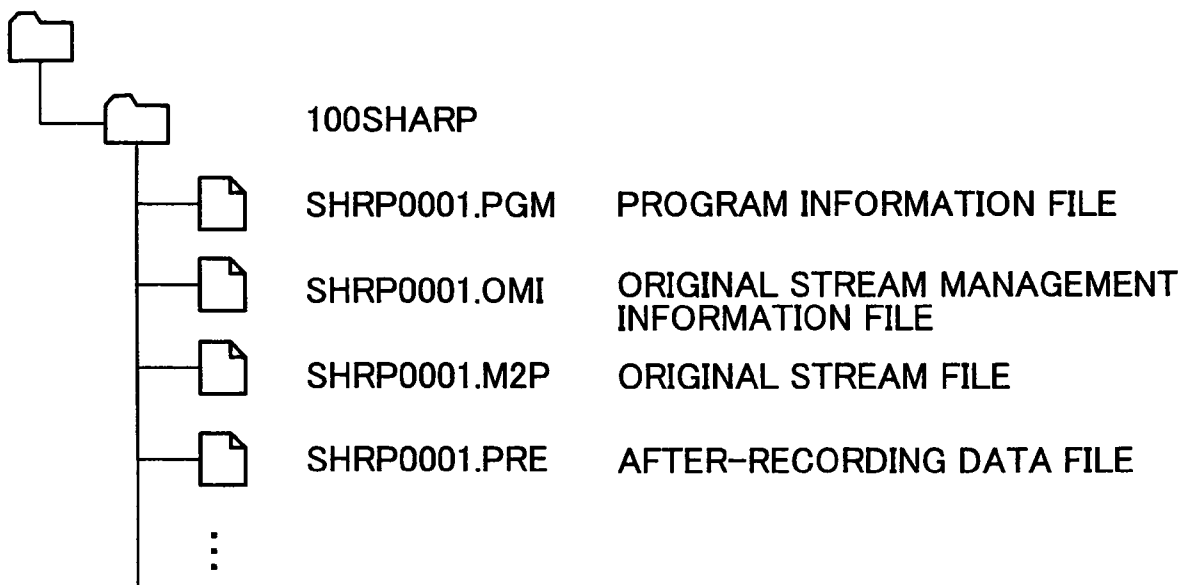 100SHARP
SHRP0001.PGM PROGRAM INFORMATION FILE
SHRP0001.OMI ORIGINAL STREAM MANAGEMENT
INFORMATION FILE
SHRP0001.M2P ORIGINAL STREAM FILE
SHRP0001.PRE AFTER-RECORDING DATA FILE